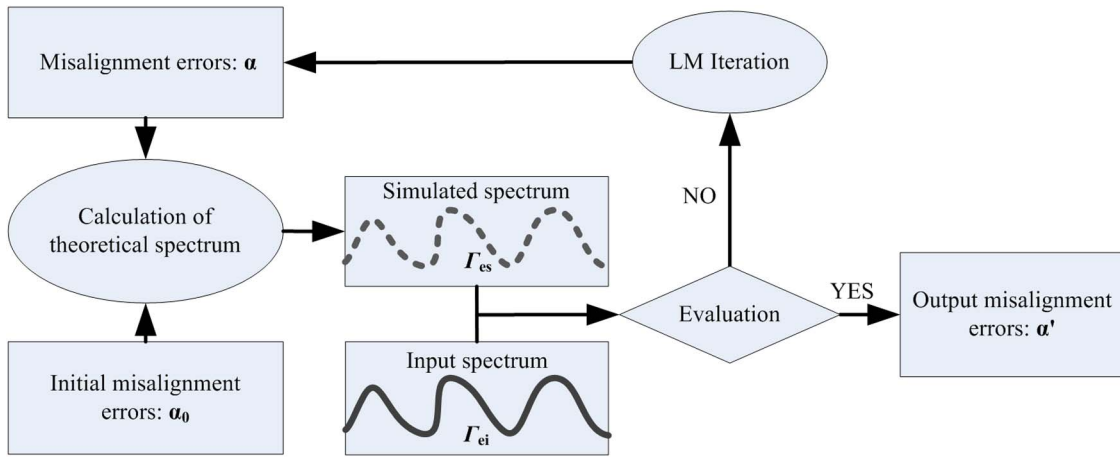 Misalignment errors: α
LM Iteration
Calculation of
theoretical spectrum
Simulated spectrum
Γes
NO
Evaluation
YES
Output misalignment
errors: α'
Initial misalignment
errors: α0
Input spectrum
Γei